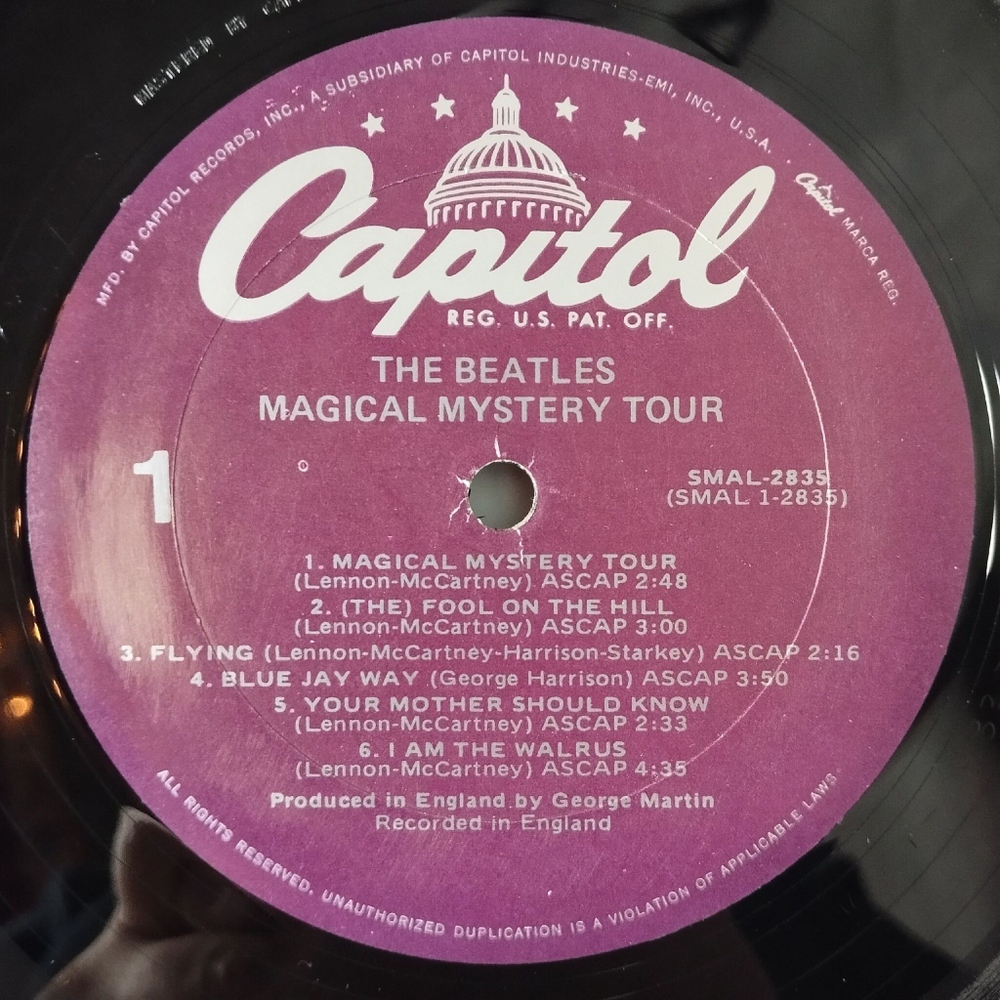 MASTERED BY
MFD. BY CAPITOL RECORDS, INC., A SUBSIDIARY OF CAPITOL INDUSTRIES-EMI, INC., U.S.A. · Capitol MARCA REG.
Capitol
REG. U.S. PAT. OFF.
THE BEATLES
MAGICAL MYSTERY TOUR
1
SMAL-2835
(SMAL 1-2835)
1. MAGICAL MYSTERY TOUR
(Lennon-McCartney) ASCAP 2:48
2. (THE) FOOL ON THE HILL
(Lennon-McCartney) ASCAP 3:00
3. FLYING (Lennon-McCartney-Harrison-Starkey) ASCAP 2:16
4. BLUE JAY WAY (George Harrison) ASCAP 3:50
5. YOUR MOTHER SHOULD KNOW
(Lennon-McCartney) ASCAP 2:33
6. I AM THE WALRUS
(Lennon-McCartney) ASCAP 4:35
Produced in England by George Martin
Recorded in England
ALL RIGHTS RESERVED. UNAUTHORIZED DUPLICATION IS A VIOLATION OF APPLICABLE LAWS.